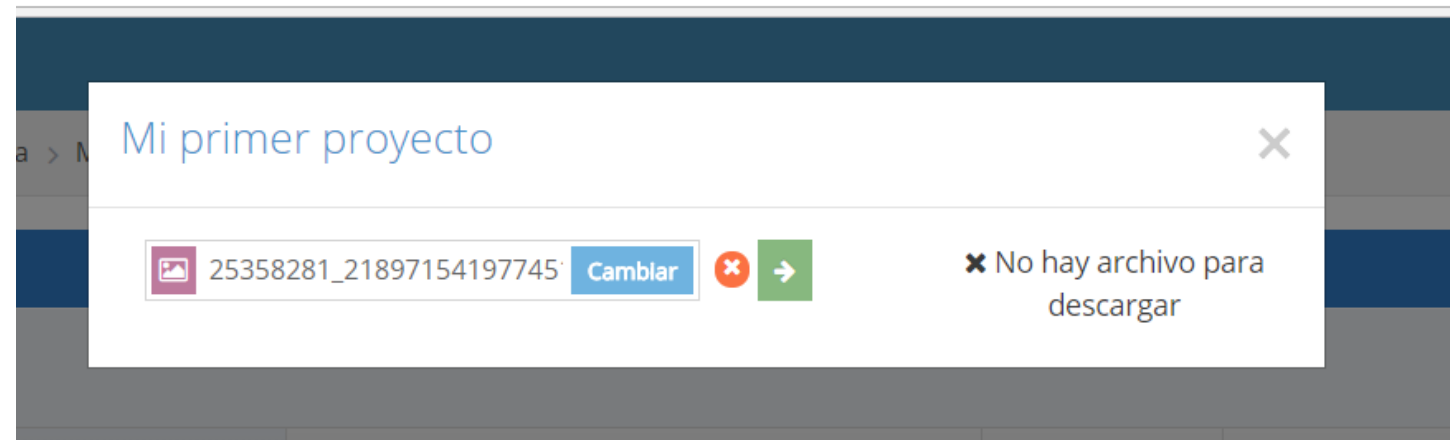 Mi primer proyecto
a > M
25358281_21897154197745
Cambiar
No hay archivo para
descargar